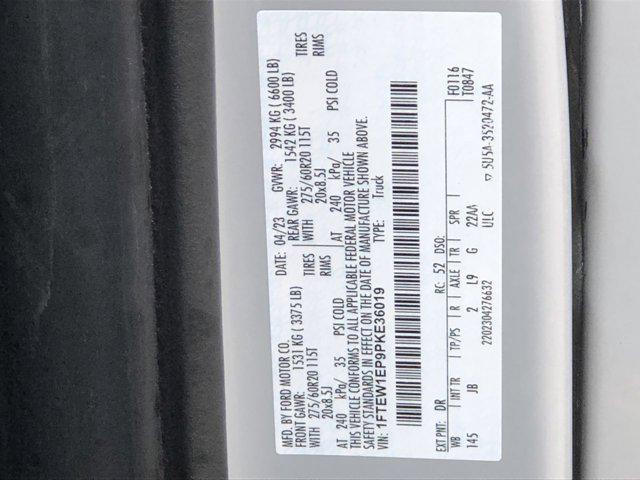 MFD. BY FORD MOTOR CO.
DATE: 04/23 GVWR: 2994 KG ( 6600 LB)
FRONT GAWR: 1531 KG ( 3375 LB) REAR GAWR: 1542 KG ( 3400 LB)
WITH 275/60R20 115T TIRES WITH 275/60R20 115T TIRES
20x8.5J RIMS 20x8.5J RIMS
AT 240 kPa/ 35 PSI COLD AT 240 kPa/ 35 PSI COLD
THIS VEHICLE CONFORMS TO ALL APPLICABLE FEDERAL MOTOR VEHICLE
SAFETY STANDARDS IN EFFECT ON THE DATE OF MANUFACTURE SHOWN ABOVE.
VIN: 1FTEW1EP9PKE36019 TYPE: Truck
EXT PNT: DR RC: 52 DSO: F0116
T0847
WB INT TR TP/PS R AXLE TR SPR
145 JB 2 L9 G 22AA
2202304276632 ULC 5U5A-3520472-AA